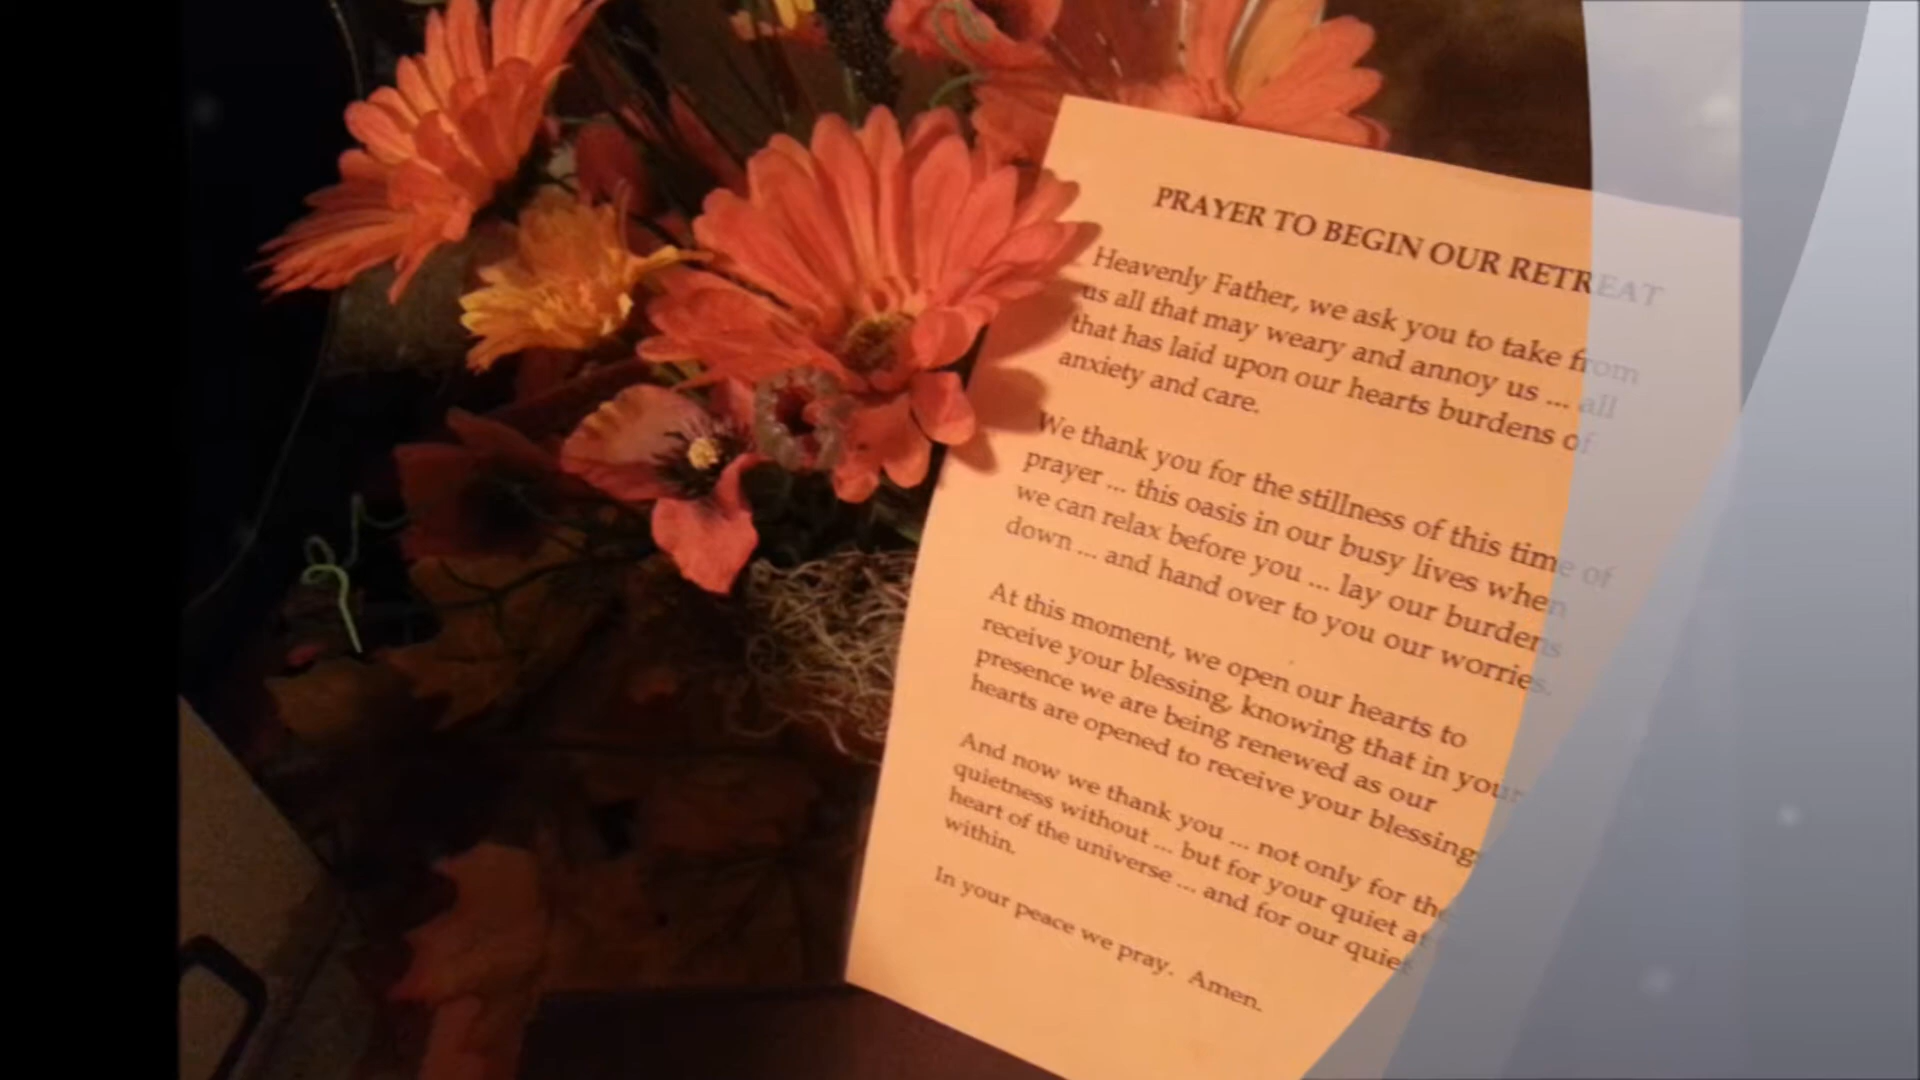 PRAYER TO BEGIN OUR RETREAT
Heavenly Father, we ask you to take from
us all that may weary and annoy us ... all
that has laid upon our hearts burdens of
anxiety and care.
We thank you for the stillness of this time of
prayer ... this oasis in our busy lives when
we can relax before you ... lay our burdens
down ... and hand over to you our worries.
At this moment, we open our hearts to
receive your blessing, knowing that in your
presence we are being renewed as our
hearts are opened to receive your blessing.
And now we thank you ... not only for the
quietness without ... but for your quiet at
heart of the universe ... and for our quiet
within.
In your peace we pray. Amen.